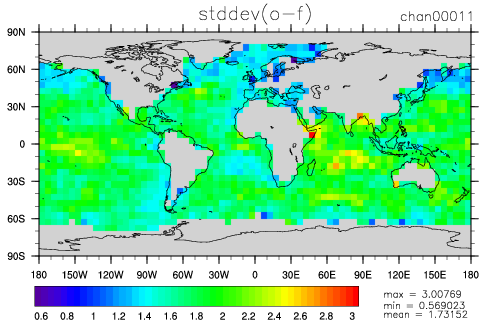 stddev(o-f)
chan00011
90N
60N
30N
0
30S
60S
90S
180 150W 120W 90W 60W 30W 0 30E 60E 90E 120E 150E 180
0.6 0.8 1 1.2 1.4 1.6 1.8 2 2.2 2.4 2.6 2.8 3
max = 3.00769
min = 0.569023
mean = 1.73152